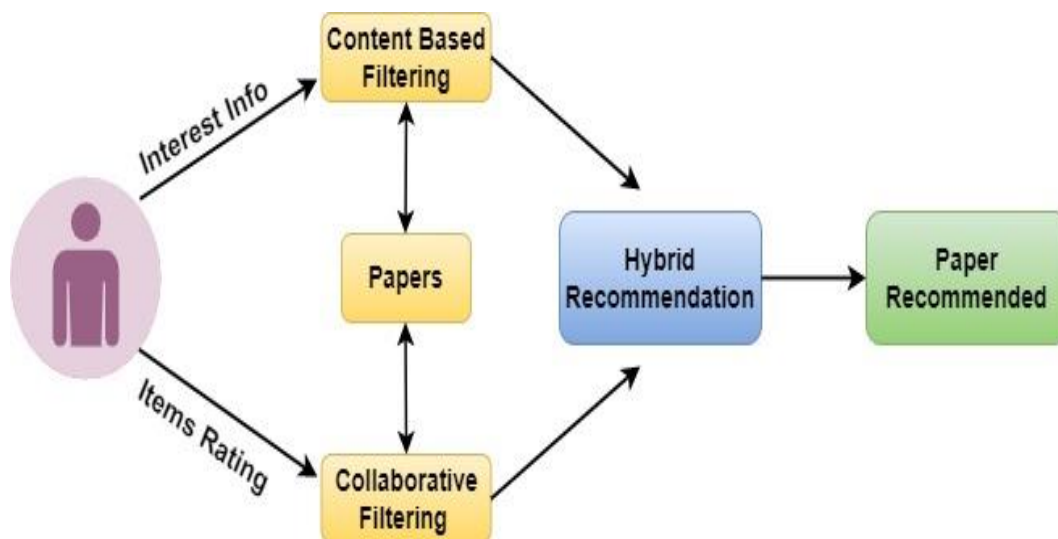 Content Based
Filtering
Interest Info
Papers
Hybrid
Recommendation
Paper
Recommended
Items Rating
Collaborative
Filtering